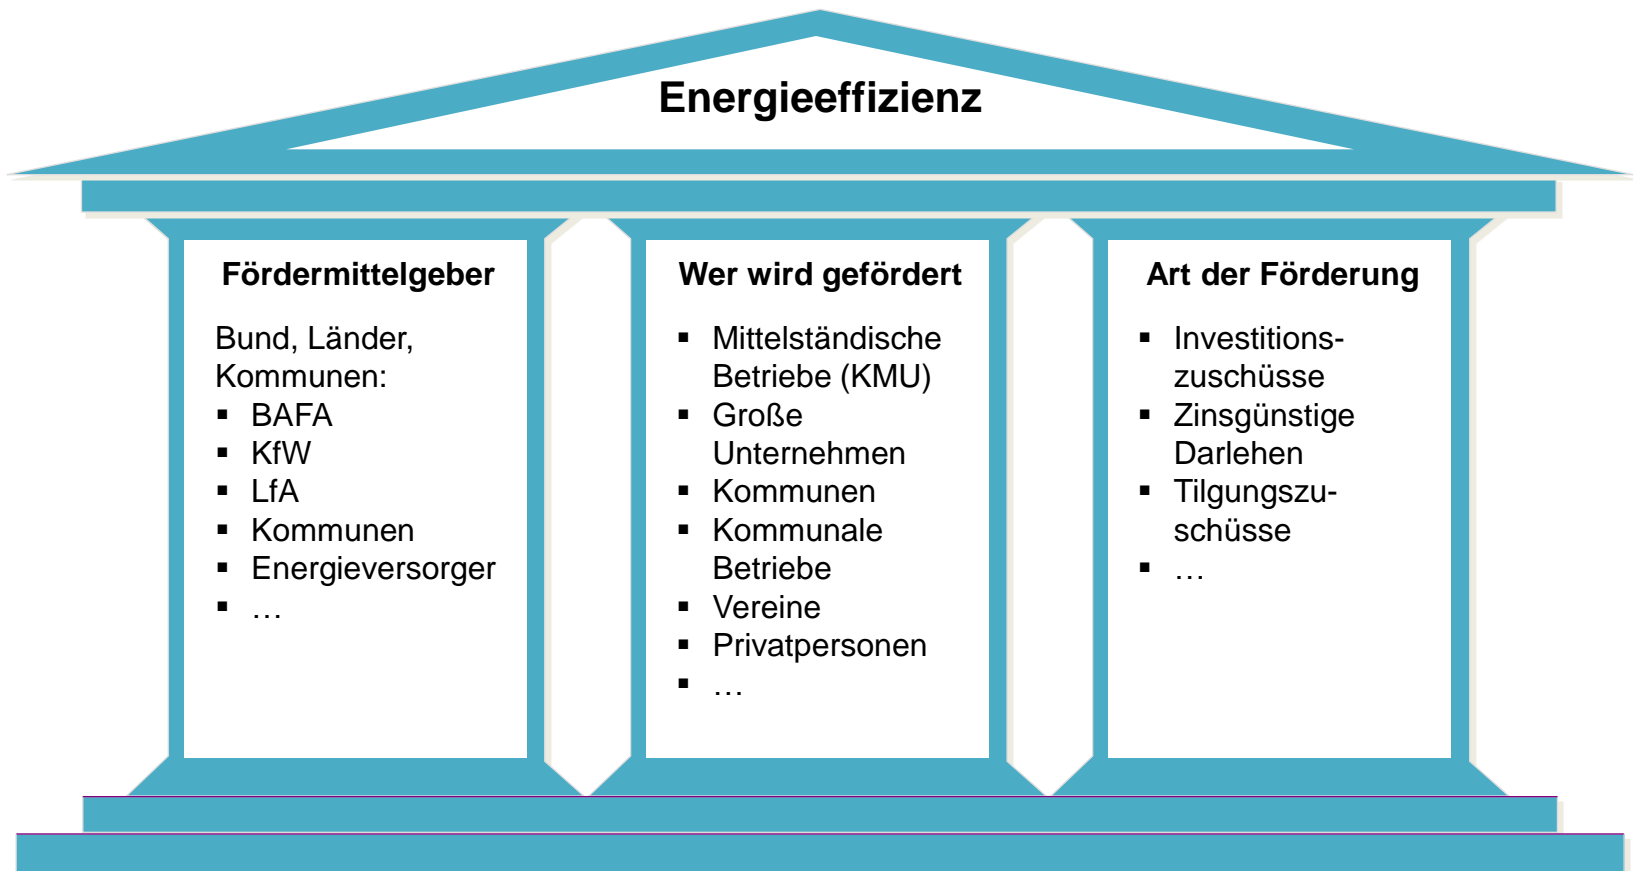 Energieeffizienz
Fördermittelgeber
Bund, Länder,
Kommunen:
▪ BAFA
▪ KfW
▪ LfA
▪ Kommunen
▪ Energieversorger
▪ …
Wer wird gefördert
▪ Mittelständische
Betriebe (KMU)
▪ Große
Unternehmen
▪ Kommunen
▪ Kommunale
Betriebe
▪ Vereine
▪ Privatpersonen
▪ …
Art der Förderung
▪ Investitions-
zuschüsse
▪ Zinsgünstige
Darlehen
▪ Tilgungszu-
schüsse
▪ …